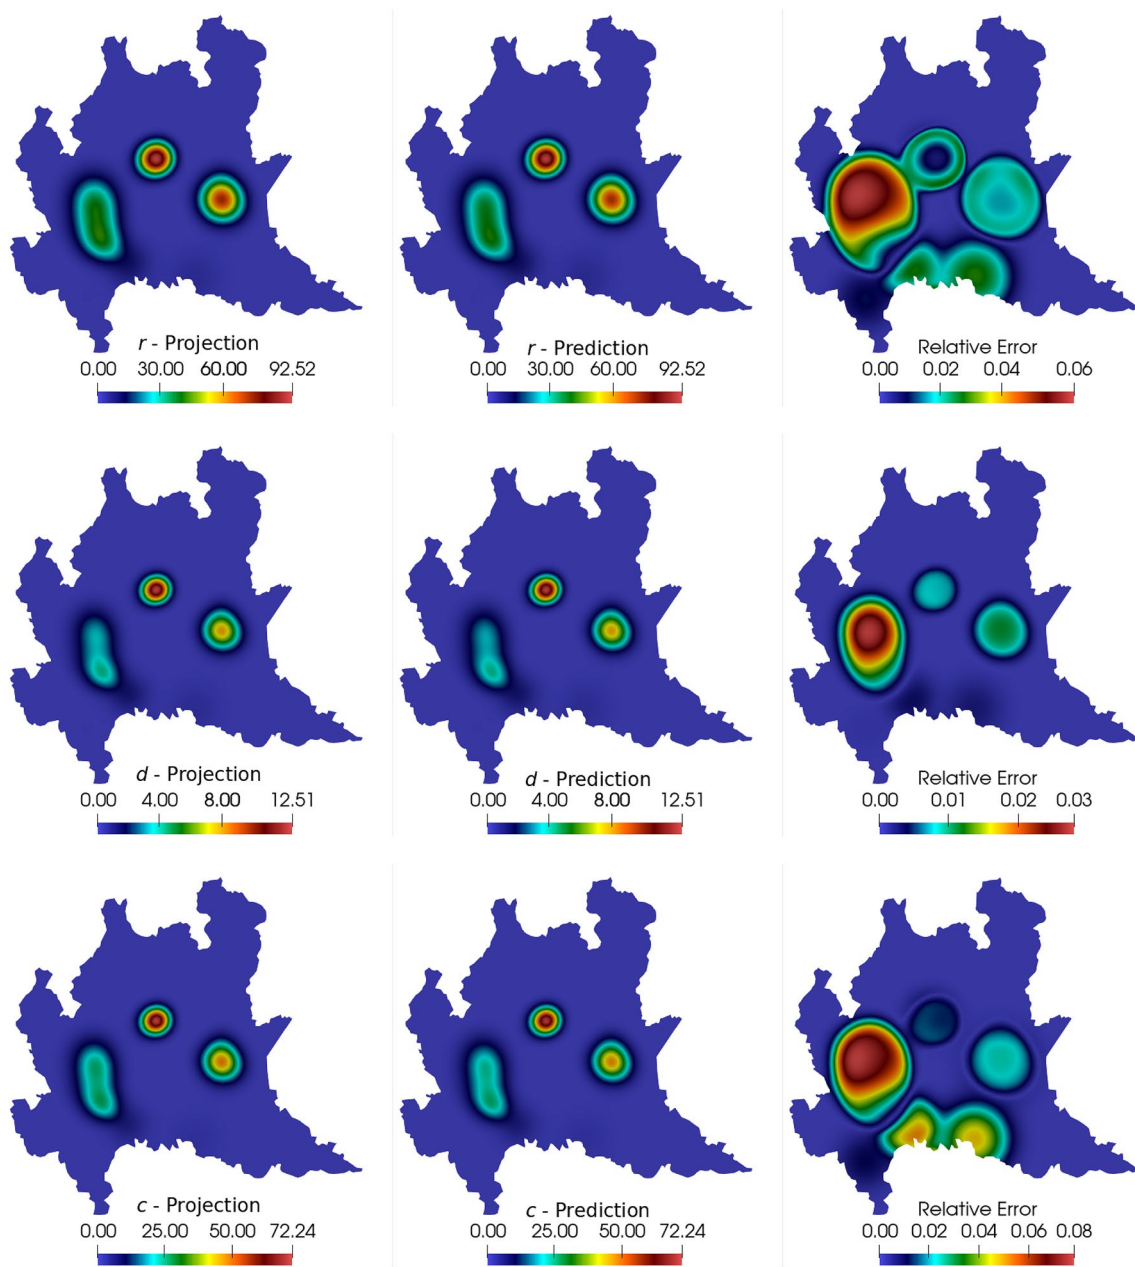 r - Projection
0.00 30.00 60.00 92.52
r - Prediction
0.00 30.00 60.00 92.52
Relative Error
0.00 0.02 0.04 0.06
d - Projection
0.00 4.00 8.00 12.51
d - Prediction
0.00 4.00 8.00 12.51
Relative Error
0.00 0.01 0.02 0.03
c - Projection
0.00 25.00 50.00 72.24
c - Prediction
0.00 25.00 50.00 72.24
Relative Error
0.00 0.02 0.04 0.06 0.08